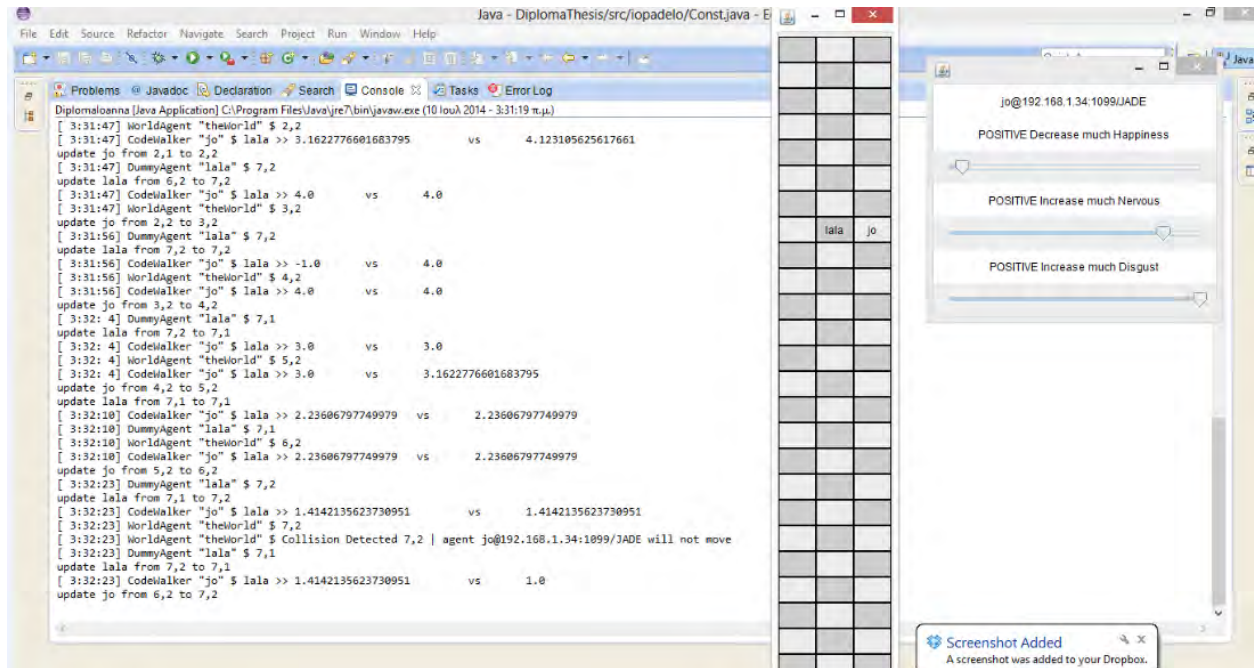 Java - DiplomaThesis/src/iopadelo/Const.java - E
File Edit Source Refactor Navigate Search Project Run Window Help
Java
Problems @ Javadoc Declaration Search Console Tasks Error Log
DiplomaIoanna [Java Application] C:\Program Files\Java\jre7\bin\javaw.exe (10 Ιουλ 2014 - 3:31:19 π.μ.)
[ 3:31:47] WorldAgent "theWorld" $ 2,2
[ 3:31:47] CodeWalker "jo" $ lala >> 3.1622776601683795 vs 4.123105625617661
update jo from 2,1 to 2,2
[ 3:31:47] DummyAgent "lala" $ 7,2
update lala from 6,2 to 7,2
[ 3:31:47] CodeWalker "jo" $ lala >> 4.0 vs 4.0
[ 3:31:47] WorldAgent "theWorld" $ 3,2
update jo from 2,2 to 3,2
[ 3:31:56] DummyAgent "lala" $ 7,2
update lala from 7,2 to 7,2
[ 3:31:56] CodeWalker "jo" $ lala >> -1.0 vs 4.0
[ 3:31:56] WorldAgent "theWorld" $ 4,2
[ 3:31:56] CodeWalker "jo" $ lala >> 4.0 vs 4.0
update jo from 3,2 to 4,2
[ 3:32: 4] DummyAgent "lala" $ 7,1
update lala from 7,2 to 7,1
[ 3:32: 4] CodeWalker "jo" $ lala >> 3.0 vs 3.0
[ 3:32: 4] WorldAgent "theWorld" $ 5,2
[ 3:32: 4] CodeWalker "jo" $ lala >> 3.0 vs 3.1622776601683795
update jo from 4,2 to 5,2
update lala from 7,1 to 7,1
[ 3:32:10] CodeWalker "jo" $ lala >> 2.23606797749979 vs 2.23606797749979
[ 3:32:10] DummyAgent "lala" $ 7,1
[ 3:32:10] WorldAgent "theWorld" $ 6,2
[ 3:32:10] CodeWalker "jo" $ lala >> 2.23606797749979 vs 2.23606797749979
update jo from 5,2 to 6,2
[ 3:32:23] DummyAgent "lala" $ 7,2
update lala from 7,1 to 7,2
[ 3:32:23] CodeWalker "jo" $ lala >> 1.4142135623730951 vs 1.4142135623730951
[ 3:32:23] WorldAgent "theWorld" $ 7,2
[ 3:32:23] WorldAgent "theWorld" $ Collision Detected 7,2 | agent jo@192.168.1.34:1099/JADE will not move
[ 3:32:23] DummyAgent "lala" $ 7,1
update lala from 7,2 to 7,1
[ 3:32:23] CodeWalker "jo" $ lala >> 1.4142135623730951 vs 1.0
update jo from 6,2 to 7,2
lala jo
jo@192.168.1.34:1099/JADE
POSITIVE Decrease much Happiness
POSITIVE Increase much Nervous
POSITIVE Increase much Disgust
Screenshot Added
A screenshot was added to your Dropbox.